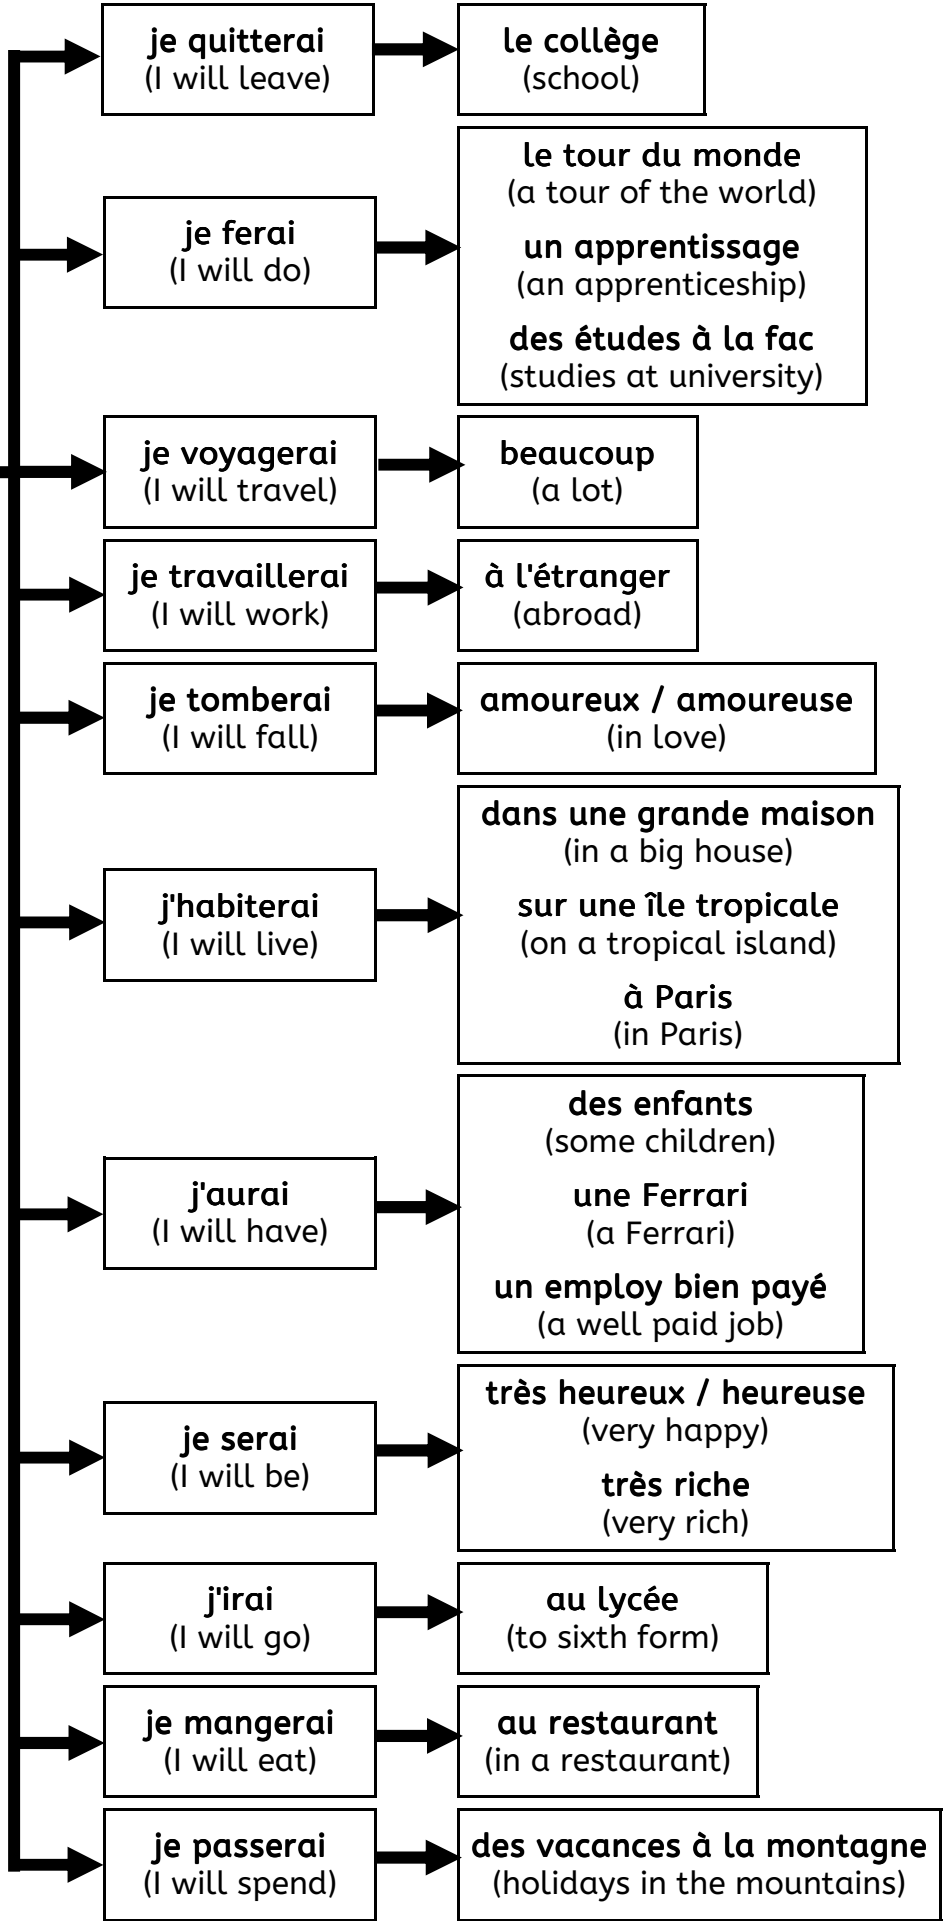 je quitterai
(I will leave)
le collège
(school)
je ferai
(I will do)
le tour du monde
(a tour of the world)
un apprentissage
(an apprenticeship)
des études à la fac
(studies at university)
je voyagerai
(I will travel)
beaucoup
(a lot)
je travaillerai
(I will work)
à l'étranger
(abroad)
je tomberai
(I will fall)
amoureux / amoureuse
(in love)
j'habiterai
(I will live)
dans une grande maison
(in a big house)
sur une île tropicale
(on a tropical island)
à Paris
(in Paris)
j'aurai
(I will have)
des enfants
(some children)
une Ferrari
(a Ferrari)
un employ bien payé
(a well paid job)
je serai
(I will be)
très heureux / heureuse
(very happy)
très riche
(very rich)
j'irai
(I will go)
au lycée
(to sixth form)
je mangerai
(I will eat)
au restaurant
(in a restaurant)
je passerai
(I will spend)
des vacances à la montagne
(holidays in the mountains)